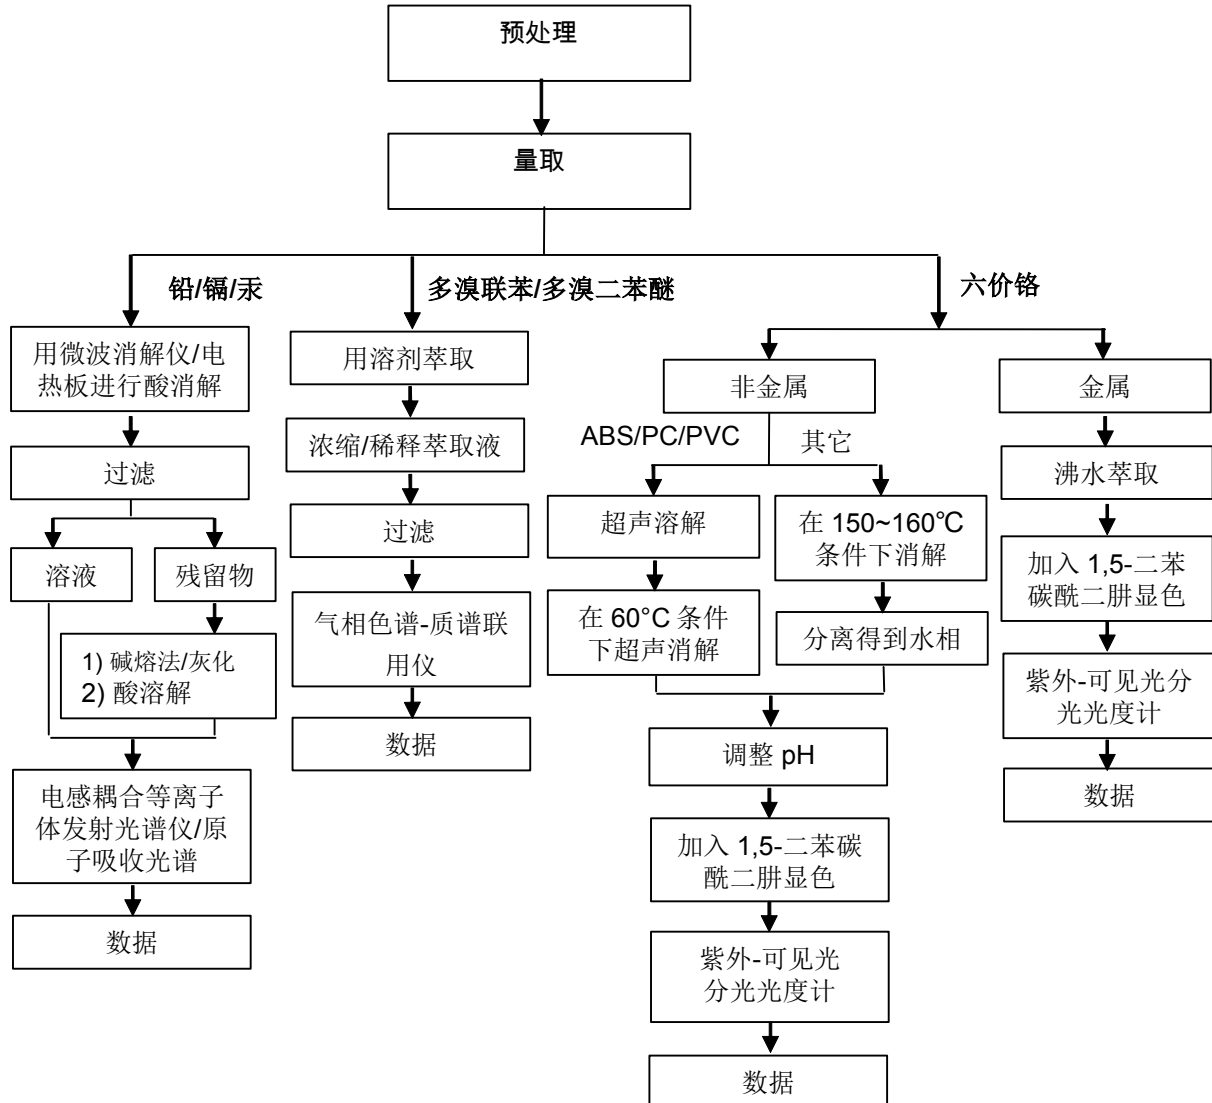 预处理
量取
铅/镉/汞
多溴联苯/多溴二苯醚
六价铬
用微波消解仪/电
热板进行酸消解
过滤
溶液
残留物
1) 碱熔法/灰化
2) 酸溶解
电感耦合等离子
体发射光谱仪/原
子吸收光谱
数据
用溶剂萃取
浓缩/稀释萃取液
过滤
气相色谱-质谱联
用仪
数据
非金属
ABS/PC/PVC
其它
超声溶解
在 60°C 条件
下超声消解
在 150~160℃
条件下消解
分离得到水相
调整 pH
加入 1,5-二苯碳
酰二肼显色
紫外-可见光
分光光度计
数据
金属
沸水萃取
加入 1,5-二苯
碳酰二肼显色
紫外-可见光分
光光度计
数据